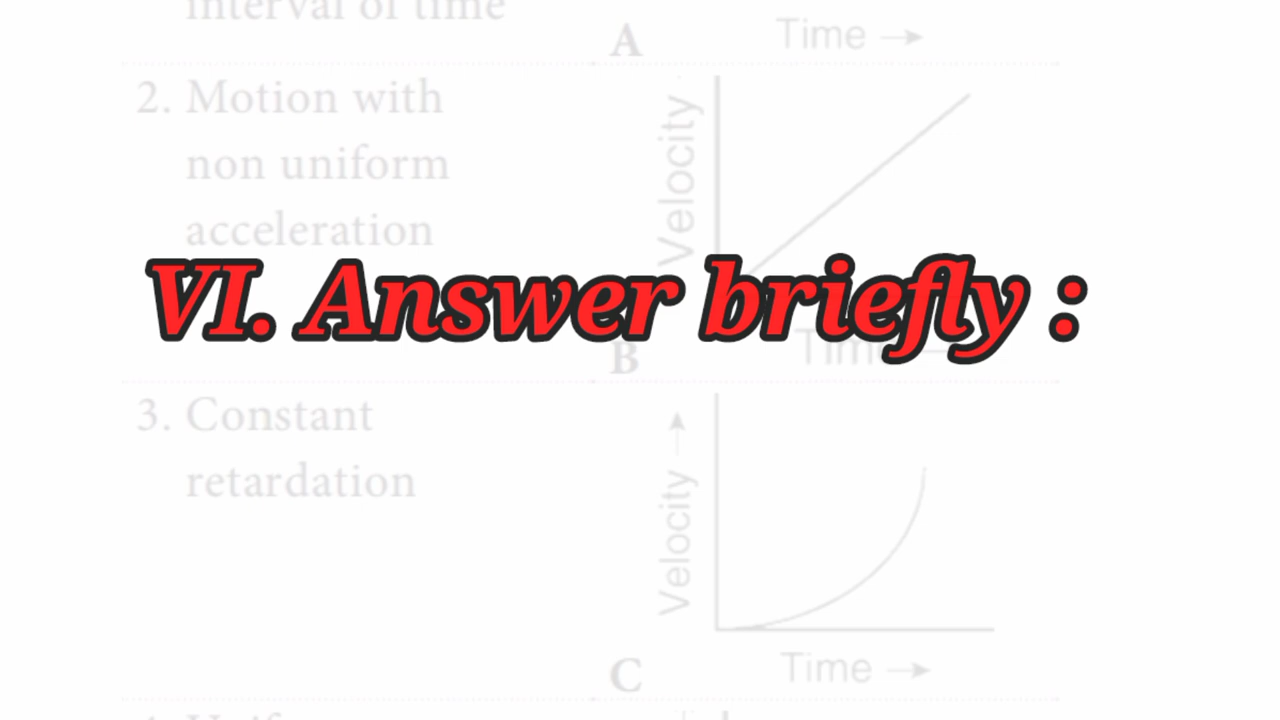 interval of time
A
Time
2. Motion with
non uniform
acceleration
Velocity
VI. Answer briefly :
B
Time
3. Constant
retardation
Velocity
C
Time